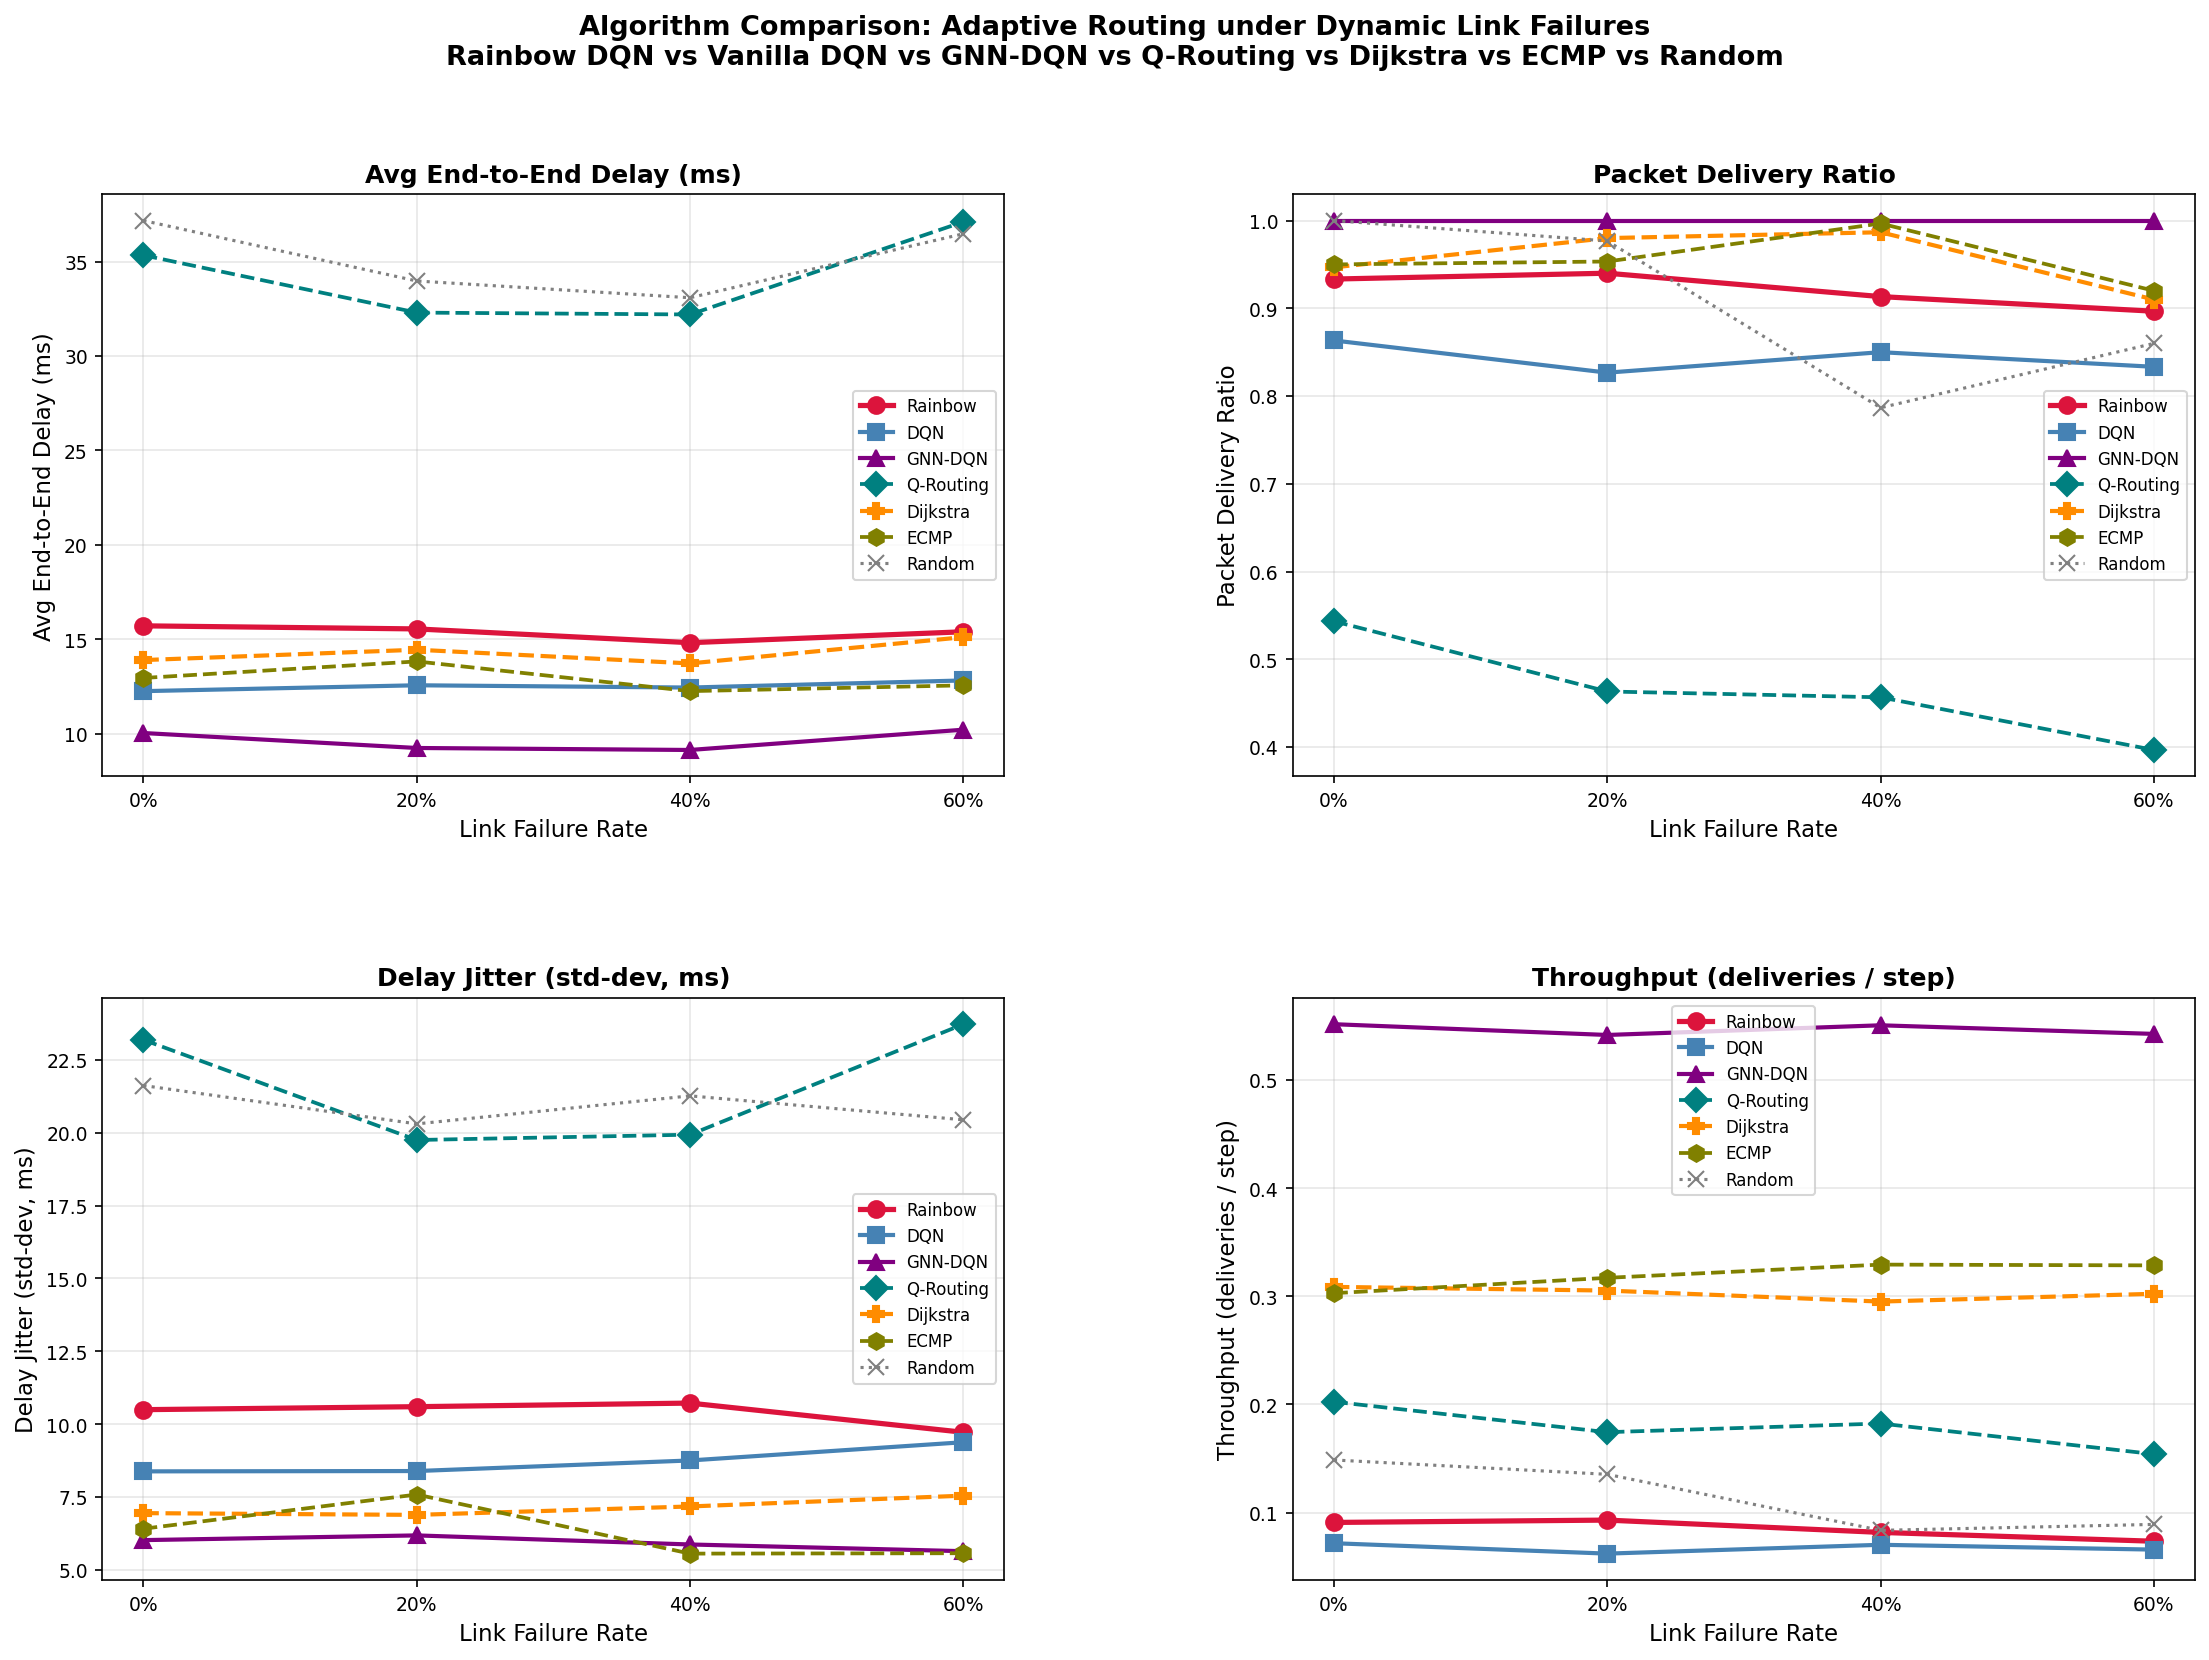 Algorithm Comparison: Adaptive Routing under Dynamic Link Failures
Rainbow DQN vs Vanilla DQN vs GNN-DQN vs Q-Routing vs Dijkstra vs ECMP vs Random
Avg End-to-End Delay (ms)
Avg End-to-End Delay (ms)
35
30
25
20
15
10
Rainbow
DQN
GNN-DQN
Q-Routing
Dijkstra
ECMP
Random
0% 20% 40% 60%
Link Failure Rate
Packet Delivery Ratio
Packet Delivery Ratio
1.0
0.9
0.8
0.7
0.6
0.5
0.4
Rainbow
DQN
GNN-DQN
Q-Routing
Dijkstra
ECMP
Random
0% 20% 40% 60%
Link Failure Rate
Delay Jitter (std-dev, ms)
Delay Jitter (std-dev, ms)
22.5
20.0
17.5
15.0
12.5
10.0
7.5
5.0
Rainbow
DQN
GNN-DQN
Q-Routing
Dijkstra
ECMP
Random
0% 20% 40% 60%
Link Failure Rate
Throughput (deliveries / step)
Throughput (deliveries / step)
0.5
0.4
0.3
0.2
0.1
Rainbow
DQN
GNN-DQN
Q-Routing
Dijkstra
ECMP
Random
0% 20% 40% 60%
Link Failure Rate